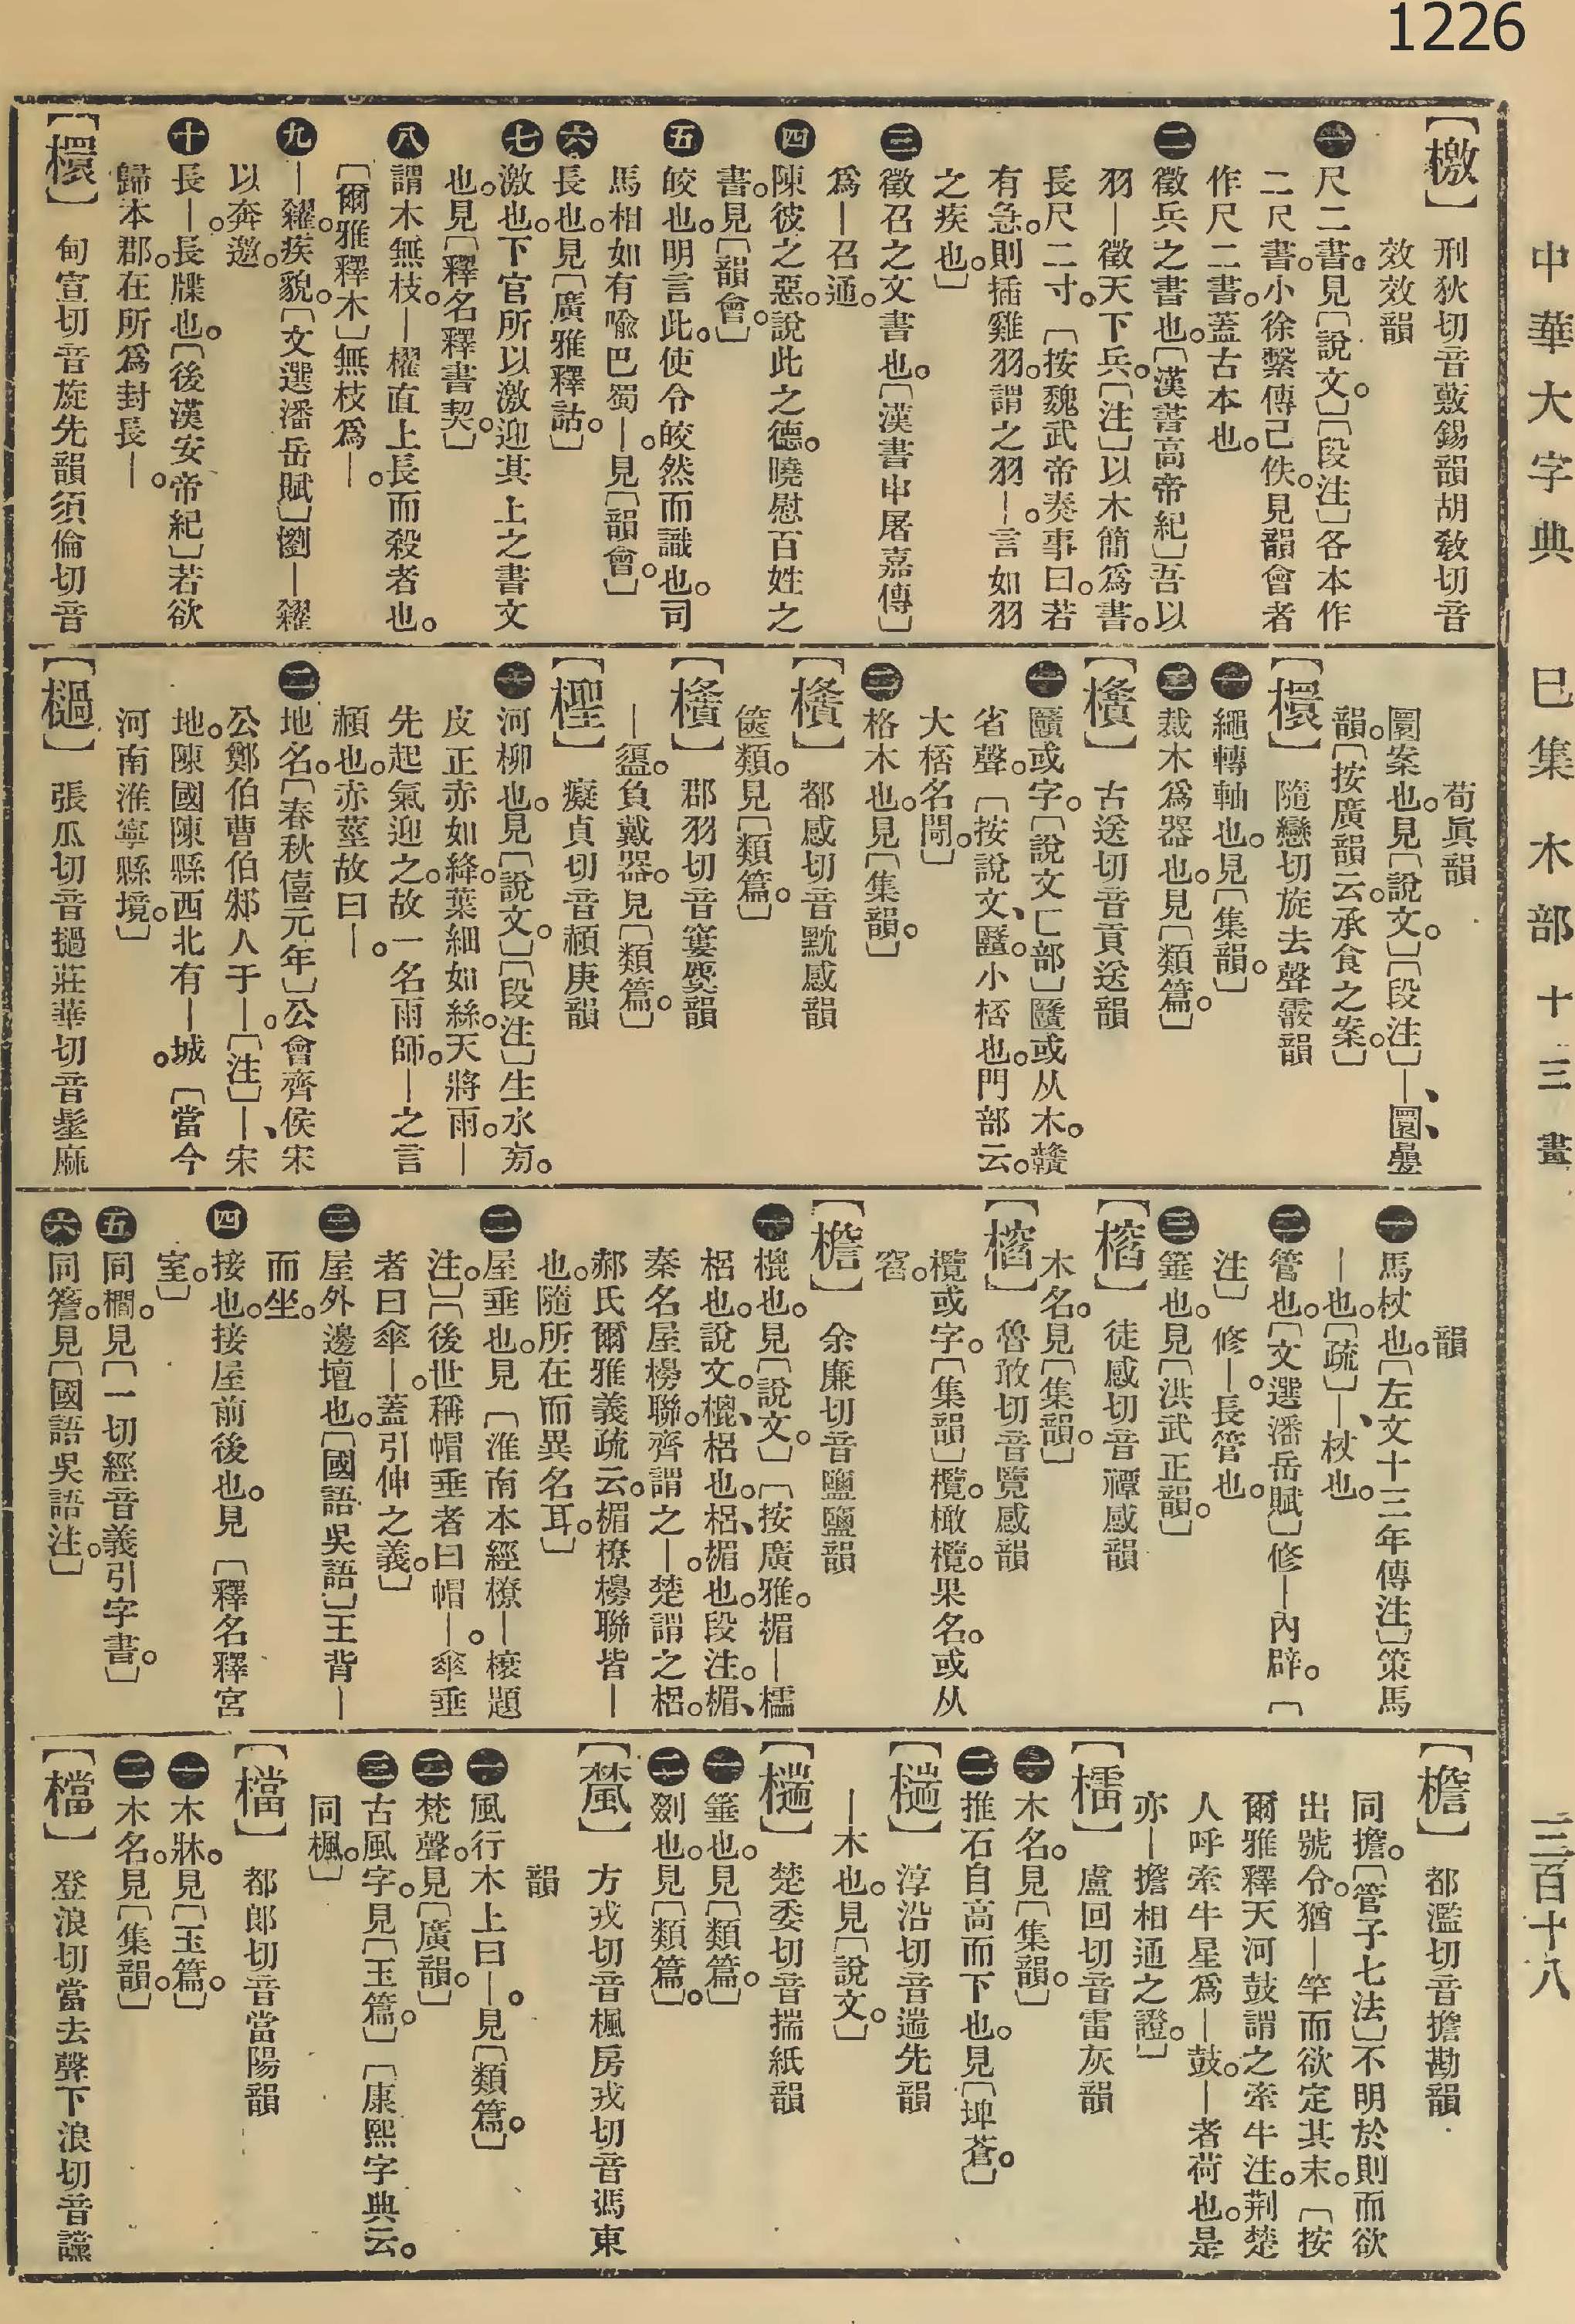 1226
中華大字典　巳集　木部　十三畫　三百十八
【檄】刑狄切音覈錫韻胡敎切音
效效韻
㊀尺二書。見〔說文。〕〔段注〕各本作
二尺書。小徐繫傳已佚。見韻會者
作尺二書。蓋古本也。
㊁徵兵之書也。〔漢書高帝紀〕吾以
羽—徵天下兵。〔注〕以木簡爲書。
長尺二寸。〔按魏武帝奏事曰。若
有急。則插雞羽。謂之羽—。言如羽
之疾也。〕
㊂徵召之文書也。〔漢書申屠嘉傳〕
爲—召通。
㊃陳彼之惡。說此之德。曉慰百姓之
書。見〔韻會。〕
㊄皎也。明言此。使令皎然而識也。司
馬相如有喩巴蜀—。見〔韻會。〕
㊅長也。見〔廣雅釋詁。〕
㊆激也。下官所以激迎其上之書文
也。見〔釋名釋書契。〕
㊇謂木無枝。—櫂直上長而殺者也。
〔爾雅釋木〕無枝爲—。
㊈—糴。疾貌。〔文選潘岳賦〕懰—糴
以奔邀。
㊉長—。長牒也。〔後漢安帝紀〕若欲
歸本郡。在所爲封長—。
【檈】旬宣切音旋先韻須倫切音
荀眞韻
圜案也。見〔說文。〕〔段注〕—、圜、曡
韻。〔按廣韻云。承食之案。〕
【檈】隨戀切旋去聲霰韻
㊀繩轉軸也。見〔集韻。〕
㊁裁木爲器也。見〔類篇。〕
【㯯】古送切音貢送韻
㊀匵或字。〔說文匚部〕匵或从木。贛
省聲。〔按說文、匵。小桮也。門部云。
大桮名閜。〕
㊁格木也。見〔集韻。〕
【㯯】都感切音黕感韻
篋類。見〔類篇。〕
【㯯】郡羽切音窶麌韻
—㿿。負戴器。見〔類篇。〕
【檉】癡貞切音赬庚韻
㊀河柳也。見〔說文。〕〔段注〕生水旁。
皮正赤如絳。葉細如絲。天將雨。—
先起氣迎之。故一名雨師。—之言
赬也。赤莖故曰—。
㊁地名。〔春秋僖元年〕公會齊侯宋
公鄭伯曹伯邾人于—。〔注〕—、宋
地。陳國陳縣西北有—城。〔當今
河南淮寧縣境。〕
【檛】張瓜切音撾莊華切音髽麻
韻
㊀馬杖也。〔左文十三年傳注〕策馬
—也。〔疏〕—、杖也。
㊁管也。〔文選潘岳賦〕修—內辟。〔
注〕修—。長管也。
㊂箠也。見〔洪武正韻。〕
【㯚】徒感切音禫感韻
木名。見〔集韻。〕
【㯚】魯敢切音覽感韻
欖或字。〔集韻〕欖。橄欖。果名。或从
窞。
【檐】余廉切音鹽鹽韻
㊀梍也。見〔說文〕。〔按廣雅。楣—櫺
梠也。說文。梍、梠也。梠、楣也。段注。楣、
秦名屋櫋聯。齊謂之—。楚謂之梠。
郝氏爾雅義疏云。楣橑櫋聯皆—
也。隨所在而異名耳。〕
㊁屋垂也。見〔淮南本經橑—榱題
注。〕〔後世稱帽垂者曰帽—。傘垂
者曰傘—。蓋引伸之義。〕
㊂屋外邊壇也。〔國語吳語〕王背—
而坐。
㊃接也。接屋前後也。見〔釋名釋宮
室。〕
㊄同櫩。見〔一切經音義引字書。〕
㊅同簷。見〔國語吳語注。〕
【檐】都濫切音擔勘韻
同擔。〔管子七法〕不明於則而欲
出號令。猶—竿而欲定其末。〔按
爾雅釋天河鼓謂之牽牛注。荆楚
人呼牽牛星爲—鼓。—者荷也。是
亦—擔相通之證。〕
【檑】盧回切音雷灰韻
㊀木名。見〔集韻。〕
㊁推石自高而下也。見〔埤蒼。〕
【檛】淳沿切音遄先韻
—木也。見〔說文。〕
【檛】楚委切音揣紙韻
㊀箠也。見〔類篇。〕
㊁剟也。見〔類篇。〕
【檒】方戎切音楓房戎切音馮東
韻
㊀風行木上曰—。見〔類篇。〕
㊁梵聲。見〔廣韻。〕
㊂古風字。見〔玉篇。〕〔康熙字典云。
同楓。〕
【檔】都郞切音當陽韻
㊀木牀。見〔玉篇。〕
㊁木名。見〔集韻。〕
【檔】登浪切當去聲下浪切音讜